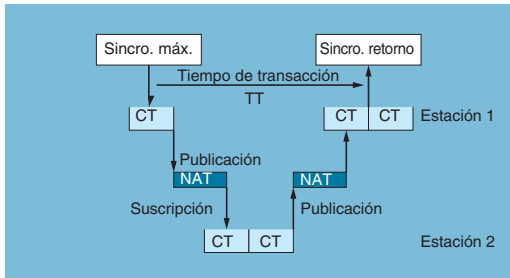 Sincro. máx.
Sincro. retorno
Tiempo de transacción
TT
CT
CT
CT
Estación 1
Publicación
NAT
NAT
Suscripción
Publicación
CT
CT
Estación 2